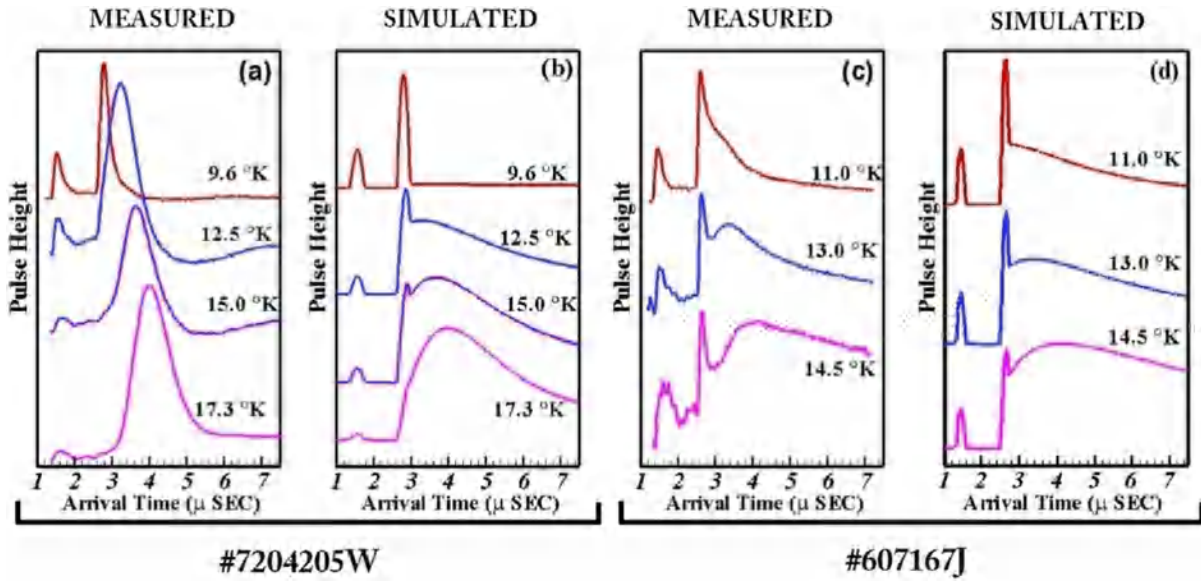 MEASURED SIMULATED MEASURED SIMULATED
(a) (b) (c) (d)
Pulse Height Pulse Height Pulse Height Pulse Height
9.6 °K 9.6 °K 11.0 °K 11.0 °K
12.5 °K 12.5 °K 13.0 °K 13.0 °K
15.0 °K 15.0 °K 14.5 °K 14.5 °K
17.3 °K 17.3 °K
1 2 3 4 5 6 7 1 2 3 4 5 6 7 1 2 3 4 5 6 7 1 2 3 4 5 6 7
Arrival Time (μ SEC) Arrival Time (μ SEC) Arrival Time (μ SEC) Arrival Time (μ SEC)
#7204205W #607167J